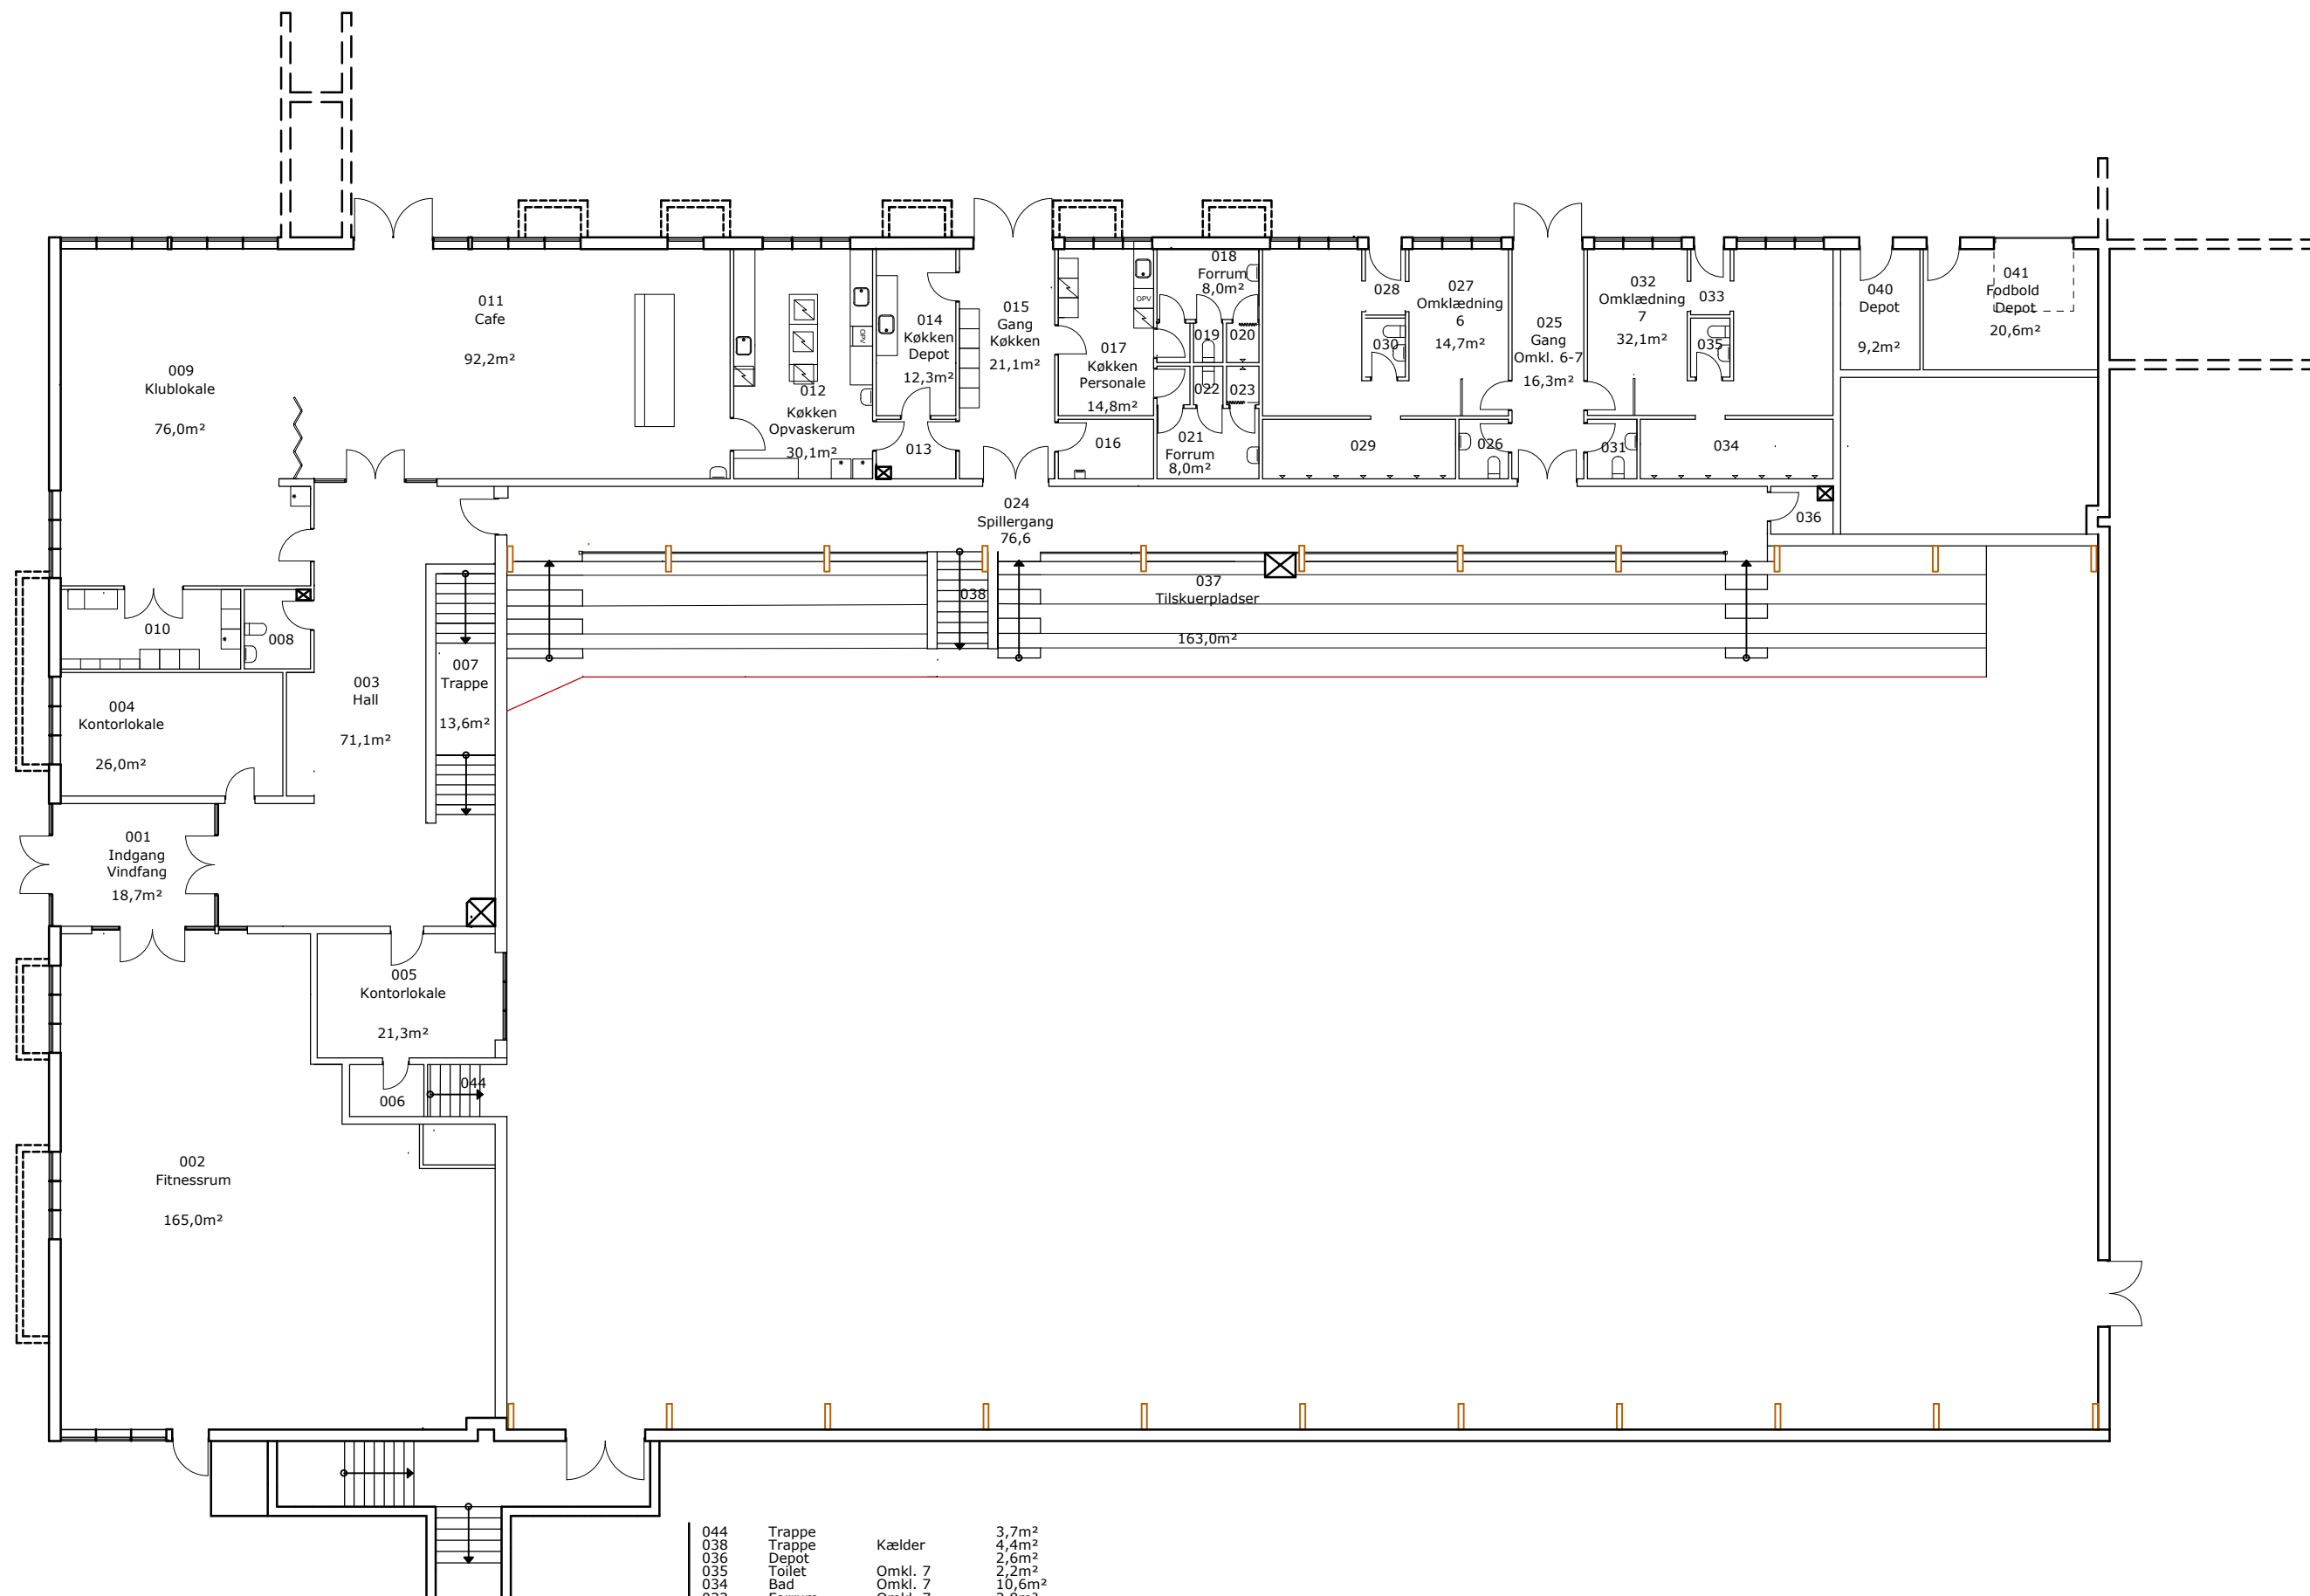 018
Forrum
8,0m²
011
Cafe
92,2m²
009
Klublokale
76,0m²
012
Køkken
Opvaskerum
30,1m²
OPV
014
Køkken
Depot
12,3m²
013
015
Gang
Køkken
21,1m²
OPV
017
Køkken
Personale
14,8m²
016
019
020
022
023
021
Forrum
8,0m²
028
027
Omklædning
6
14,7m²
030
029
026
025
Gang
Omkl. 6-7
16,3m²
032
Omklædning
7
32,1m²
033
035
031
034
040
Depot
9,2m²
041
Fodbold
Depot
20,6m²
036
024
Spillergang
76,6
037
Tilskuerpladser
163,0m²
038
010
008
007
Trappe
13,6m²
003
Hall
71,1m²
004
Kontorlokale
26,0m²
001
Indgang
Vindfang
18,7m²
005
Kontorlokale
21,3m²
006
044
002
Fitnessrum
165,0m²
044 Trappe 3,7m²
038 Trappe Kælder 4,4m²
036 Depot 2,6m²
035 Toilet Omkl. 7 2,2m²
034 Bad Omkl. 7 10,6m²